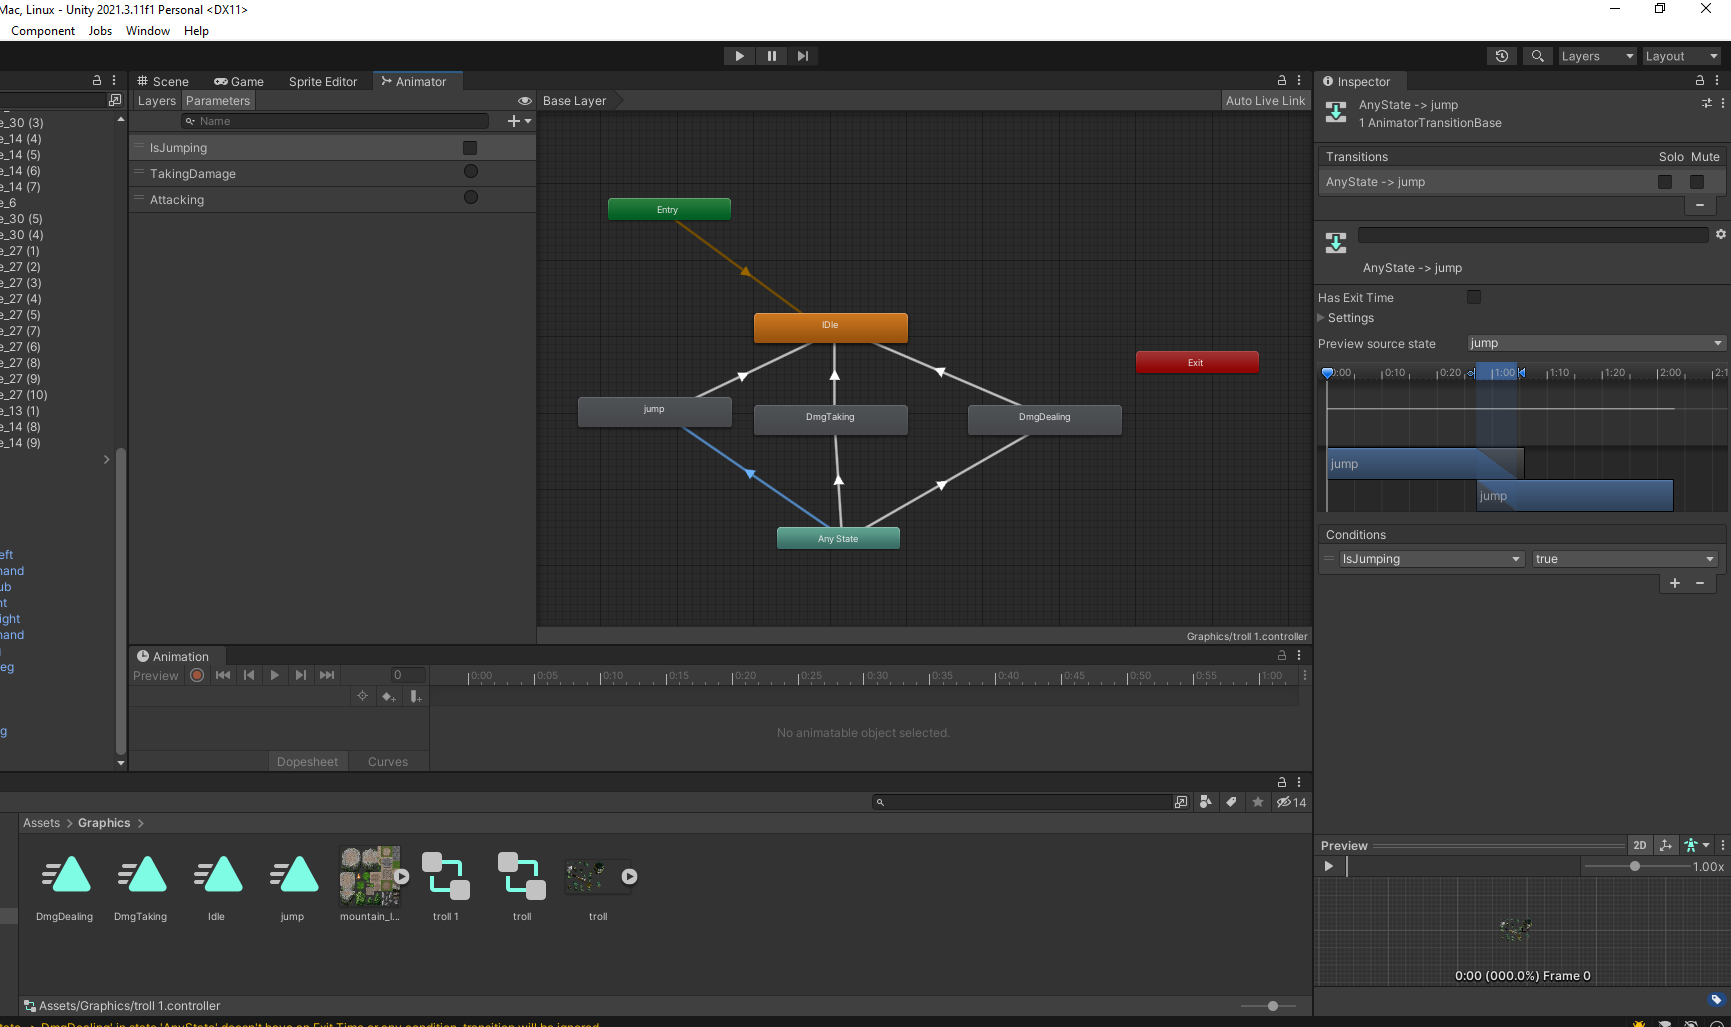 Mac, Linux - Unity 2021.3.11f1 Personal <DX11>
Component Jobs Window Help
Layers Layout
Scene Game Sprite Editor Animator
Inspector
Layers Parameters
Base Layer
Auto Live Link
Name
IsJumping
TakingDamage
Attacking
e_30 (3)
e_14 (4)
e_14 (5)
e_14 (6)
e_14 (7)
e_6
e_30 (5)
e_30 (4)
e_27 (1)
e_27 (2)
e_27 (3)
e_27 (4)
e_27 (5)
e_27 (7)
e_27 (6)
e_27 (8)
e_27 (9)
e_27 (10)
e_13 (1)
e_14 (8)
e_14 (9)
eft
hand
ub
ht
ight
hand
eg
g
Entry
IDle
Exit
jump
DmgTaking
DmgDealing
Any State
Graphics/troll 1.controller
AnyState -> jump
1 AnimatorTransitionBase
Transitions Solo Mute
AnyState -> jump
AnyState -> jump
Has Exit Time
Settings
Preview source state jump
0:00 0:10 0:20 1:00 1:10 1:20 2:00 2:1
jump
jump
Conditions
IsJumping true
Animation
Preview 0
0:00 0:05 0:10 0:15 0:20 0:25 0:30 0:35 0:40 0:45 0:50 0:55 1:00
No animatable object selected.
Dopesheet Curves
14
Assets > Graphics >
DmgDealing DmgTaking Idle jump mountain_l... troll 1 troll troll
Assets/Graphics/troll 1.controller
Preview 2D
1.00x
0:00 (000.0%) Frame 0
tate -> DmgDealing' in state 'AnyState' doesn't have an Exit Time or any condition, transition will be ignored